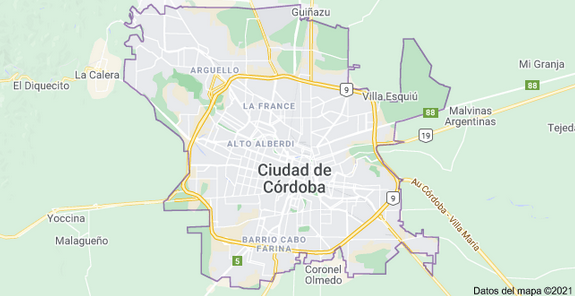 Guiñazu
Mi Granja
La Calera
ARGUELLO
El Diquecito
9
Villa Esquiú
88
LA FRANCE
88
Malvinas
Argentinas
19
Tejeda
ALTO ALBERDI
Ciudad de
Córdoba
Au Córdoba - Villa María
9
Yoccina
Malagueño
BARRIO CABO
FARINA
5
Coronel
Olmedo
Datos del mapa ©2021